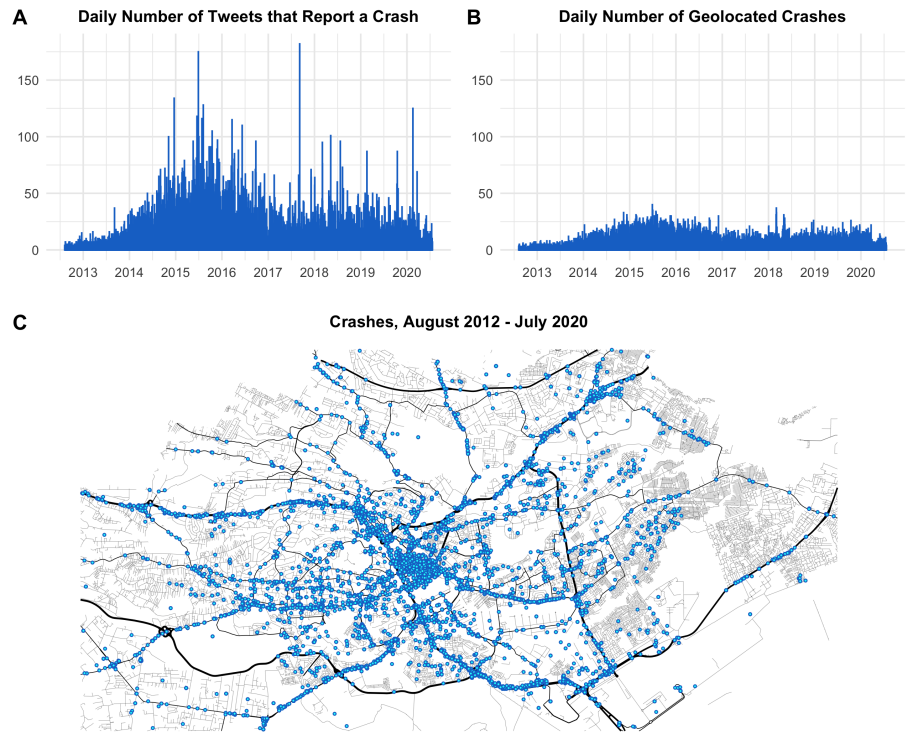 A Daily Number of Tweets that Report a Crash
150
100
50
0
2013 2014 2015 2016 2017 2018 2019 2020
B Daily Number of Geolocated Crashes
150
100
50
0
2013 2014 2015 2016 2017 2018 2019 2020
C Crashes, August 2012 - July 2020